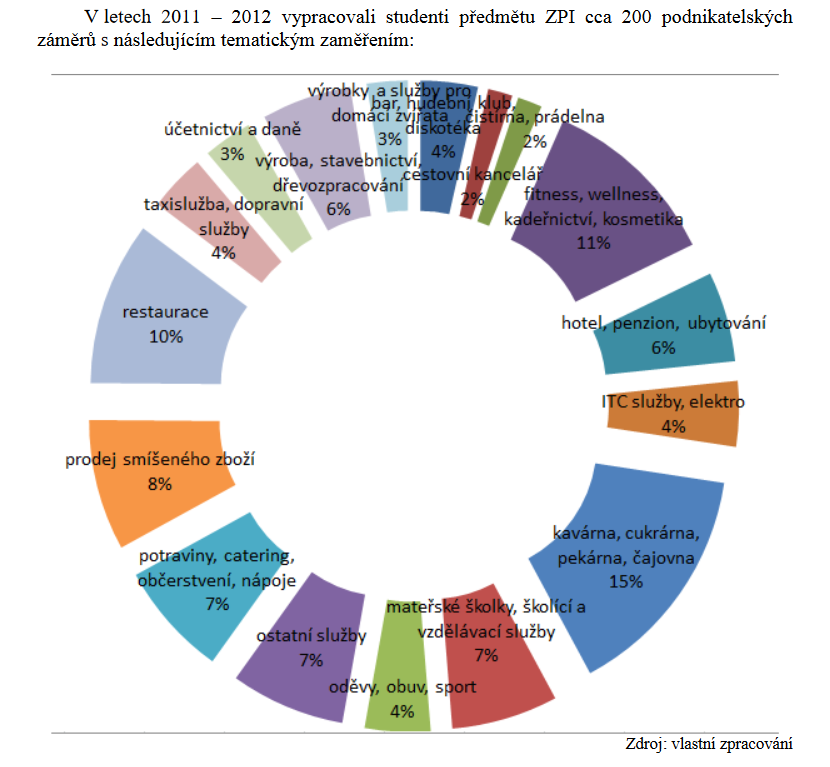 V letech 2011 – 2012 vypracovali studenti předmětu ZPI cca 200 podnikatelských
záměrů s následujícím tematickým zaměřením:
bar, hudební klub,
diskotéka
4%
cestovní kancelář
2%
čistírna, prádelna
2%
fitness, wellness,
kadeřnictví, kosmetika
11%
hotel, penzion, ubytování
6%
ITC služby, elektro
4%
kavárna, cukrárna,
pekárna, čajovna
15%
mateřské školky, školící a
vzdělávací služby
7%
oděvy, obuv, sport
4%
ostatní služby
7%
potraviny, catering,
občerstvení, nápoje
7%
prodej smíšeného zboží
8%
restaurace
10%
taxislužba, dopravní
služby
4%
účetnictví a daně
3%
výroba, stavebnictví,
dřevozpracování
6%
výrobky a služby pro
domácí zvířata
3%
Zdroj: vlastní zpracování